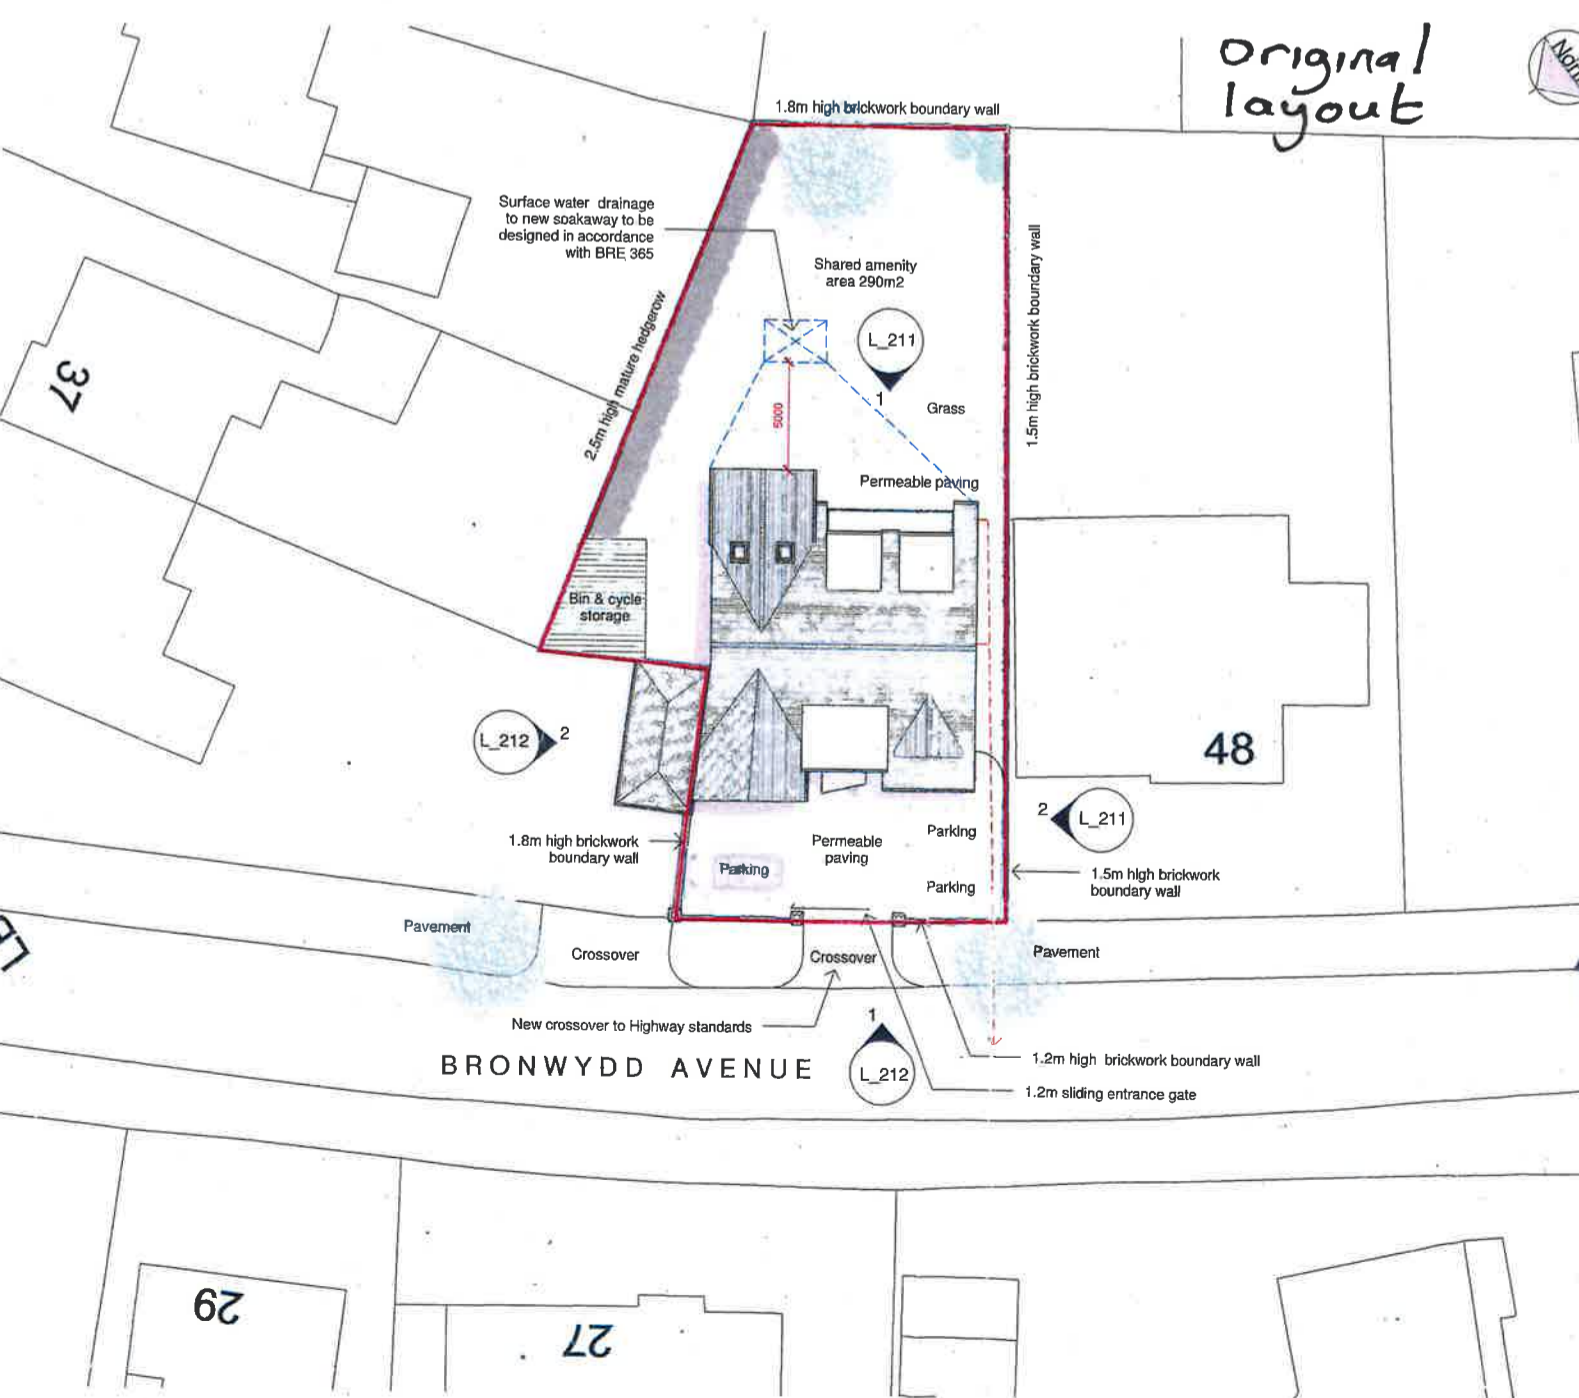 original
layout
1.8m high brickwork boundary wall
Surface water drainage
to new soakaway to be
designed in accordance
with BRE 365
Shared amenity
area 290m2
L_211
1
1.5m high brickwork boundary wall
2.5m high mature hedgerow
5000
Grass
Permeable paving
37
Bin & cycle
storage
L_212
2
48
2
L_211
1.8m high brickwork
boundary wall
Permeable
paving
Parking
Parking
Parking
1.5m high brickwork
boundary wall
Pavement
Crossover
Crossover
Pavement
New crossover to Highway standards
1
L_212
BRONWYDD AVENUE
1.2m high brickwork boundary wall
1.2m sliding entrance gate
29
27